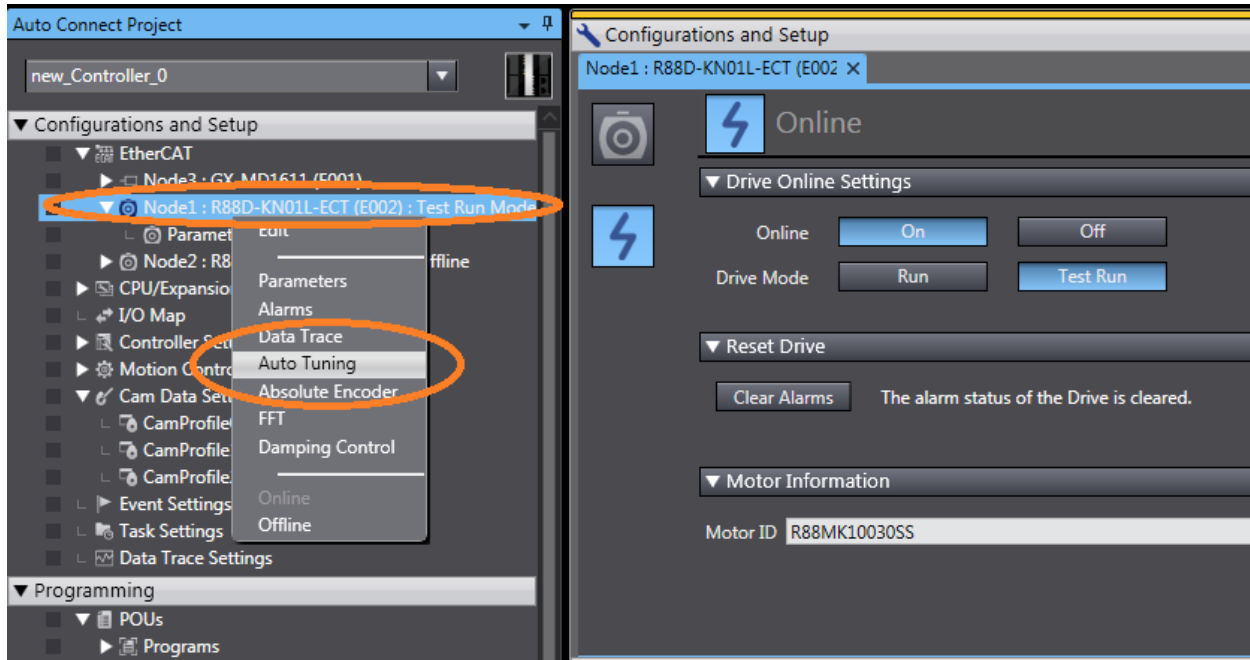 Auto Connect Project
new_Controller_0
Configurations and Setup
EtherCAT
Node3 : GX-MD1611 (E001)
Node1 : R88D-KN01L-ECT (E002) : Test Run Mode
Paramet
Node2 : R8
ffline
CPU/Expansio
I/O Map
Controller Set
Motion Contro
Cam Data Sett
CamProfile
CamProfile
CamProfile
Event Settings
Task Settings
Data Trace Settings
Programming
POUs
Programs
Edit
Parameters
Alarms
Data Trace
Auto Tuning
Absolute Encoder
FFT
Damping Control
Online
Offline
Configurations and Setup
Node1 : R88D-KN01L-ECT (E002
Online
Drive Online Settings
Online On Off
Drive Mode Run Test Run
Reset Drive
Clear Alarms The alarm status of the Drive is cleared.
Motor Information
Motor ID R88MK10030SS